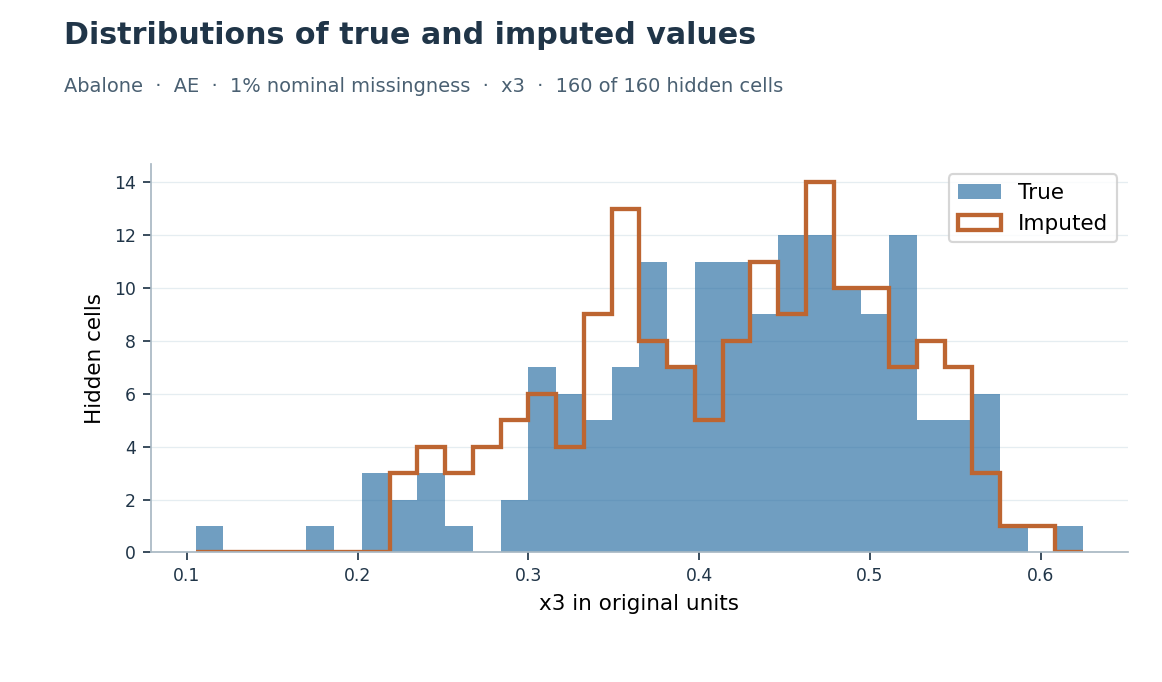 Distributions of true and imputed values
Abalone · AE · 1% nominal missingness · x3 · 160 of 160 hidden cells
True
Imputed
Hidden cells
14
12
10
8
6
4
2
0
0.1 0.2 0.3 0.4 0.5 0.6
x3 in original units